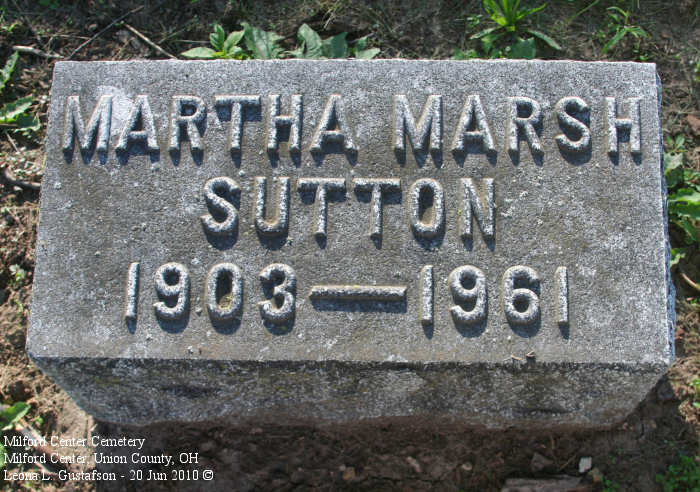 MARTHA MARSH
SUTTON
1903—1961
Milford Center Cemetery
Milford Center, Union County, OH
Leona L. Gustafson - 20 Jun 2010 ©